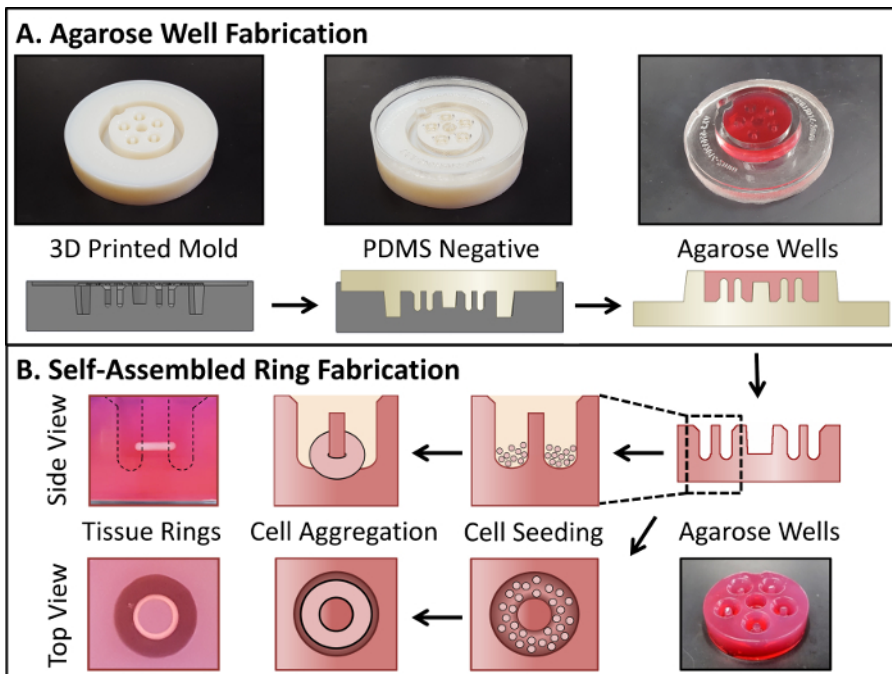 A. Agarose Well Fabrication
3D Printed Mold
PDMS Negative
Agarose Wells
B. Self-Assembled Ring Fabrication
Side View
Tissue Rings
Cell Aggregation
Cell Seeding
Agarose Wells
Top View